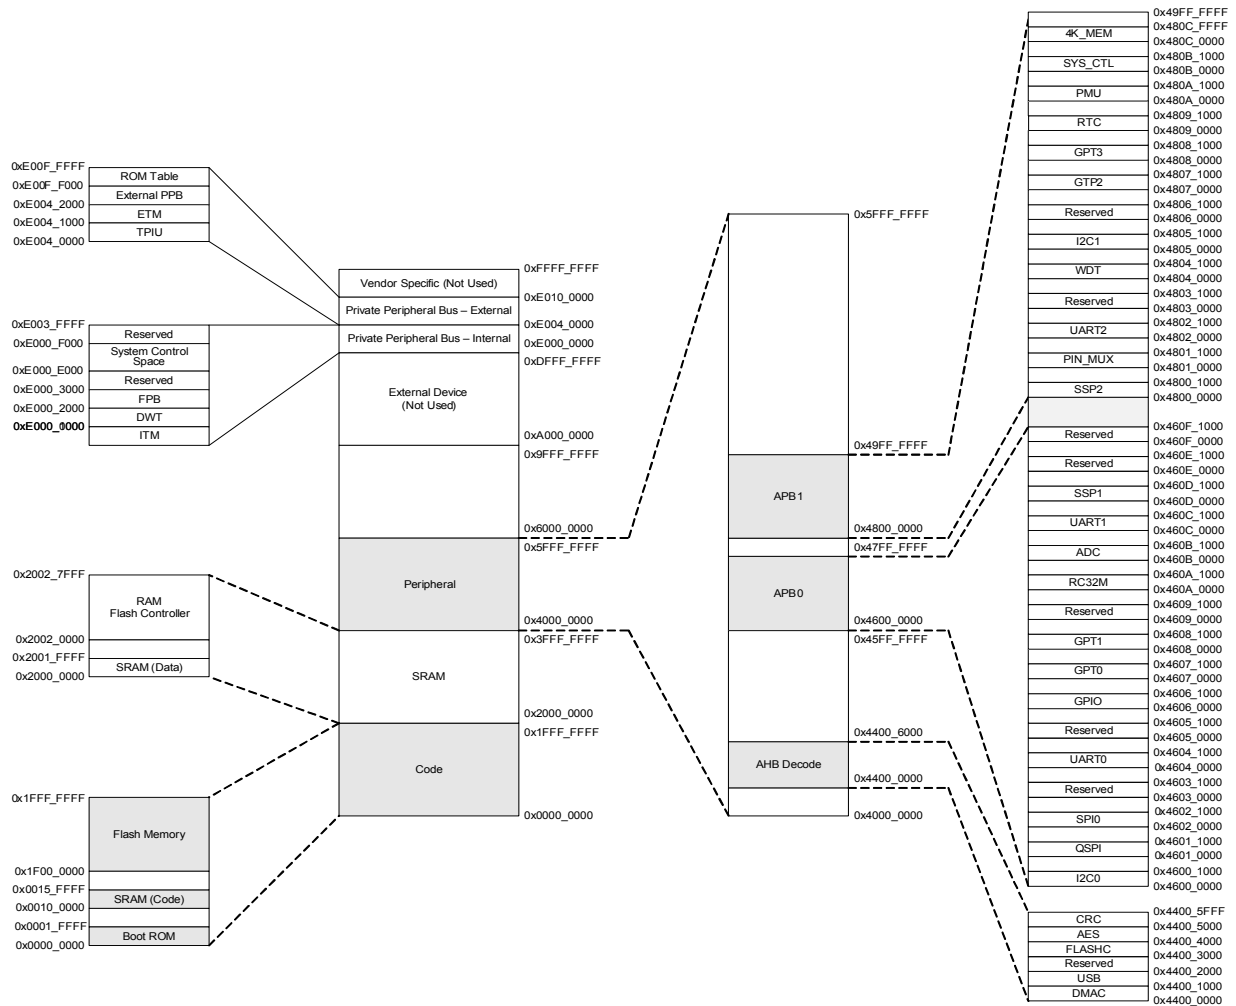 0xE00F_FFFF
ROM Table
0xE00F_F000
External PPB
0xE004_2000
ETM
0xE004_1000
TPIU
0xE004_0000
0xE003_FFFF
Reserved
0xE000_F000
System Control
Space
0xE000_E000
Reserved
0xE000_3000
FPB
0xE000_2000
DWT
ITM
0x2002_7FFF
RAM
Flash Controller
0x2002_0000
0x2001_FFFF
SRAM (Data)
0x2000_0000
0x1FFF_FFFF
Flash Memory
0x1F00_0000
0x0015_FFFF
SRAM (Code)
0x0010_0000
0x0001_FFFF
Boot ROM
0x0000_0000
0xFFFF_FFFF
Vendor Specific (Not Used)
0xE010_0000
Private Peripheral Bus – External
0xE004_0000
Private Peripheral Bus – Internal
0xE000_0000
0xDFFF_FFFF
External Device
(Not Used)
0xA000_0000
0x9FFF_FFFF
0x6000_0000
0x5FFF_FFFF
Peripheral
0x4000_0000
0x3FFF_FFFF
SRAM
0x2000_0000
0x1FFF_FFFF
Code
0x0000_0000
0x5FFF_FFFF
0x49FF_FFFF
APB1
0x4800_0000
0x47FF_FFFF
APB0
0x4600_0000
0x45FF_FFFF
0x4400_6000
AHB Decode
0x4400_0000
0x4000_0000
0x49FF_FFFF
0x480C_FFFF
4K_MEM
0x480C_0000
0x480B_1000
SYS_CTL
0x480B_0000
0x480A_1000
PMU
0x480A_0000
0x4809_1000
RTC
0x4809_0000
0x4808_1000
GPT3
0x4808_0000
0x4807_1000
GTP2
0x4807_0000
0x4806_1000
Reserved
0x4806_0000
0x4805_1000
I2C1
0x4805_0000
0x4804_1000
WDT
0x4804_0000
0x4803_1000
Reserved
0x4803_0000
0x4802_1000
UART2
0x4802_0000
0x4801_1000
PIN_MUX
0x4801_0000
0x4800_1000
SSP2
0x4800_0000
0x460F_1000
Reserved
0x460F_0000
0x460E_1000
Reserved
0x460E_0000
0x460D_1000
SSP1
0x460D_0000
0x460C_1000
UART1
0x460C_0000
0x460B_1000
ADC
0x460B_0000
0x460A_1000
RC32M
0x460A_0000
0x4609_1000
Reserved
0x4609_0000
0x4608_1000
GPT1
0x4608_0000
0x4607_1000
GPT0
0x4607_0000
0x4606_1000
GPIO
0x4606_0000
0x4605_1000
Reserved
0x4605_0000
0x4604_1000
UART0
0x4604_0000
0x4603_1000
Reserved
0x4603_0000
0x4602_1000
SPI0
0x4602_0000
0x4601_1000
QSPI
0x4601_0000
0x4600_1000
I2C0
0x4600_0000
0x4400_5FFF
CRC
0x4400_5000
AES
0x4400_4000
FLASHC
0x4400_3000
Reserved
0x4400_2000
USB
0x4400_1000
DMAC
0x4400_0000